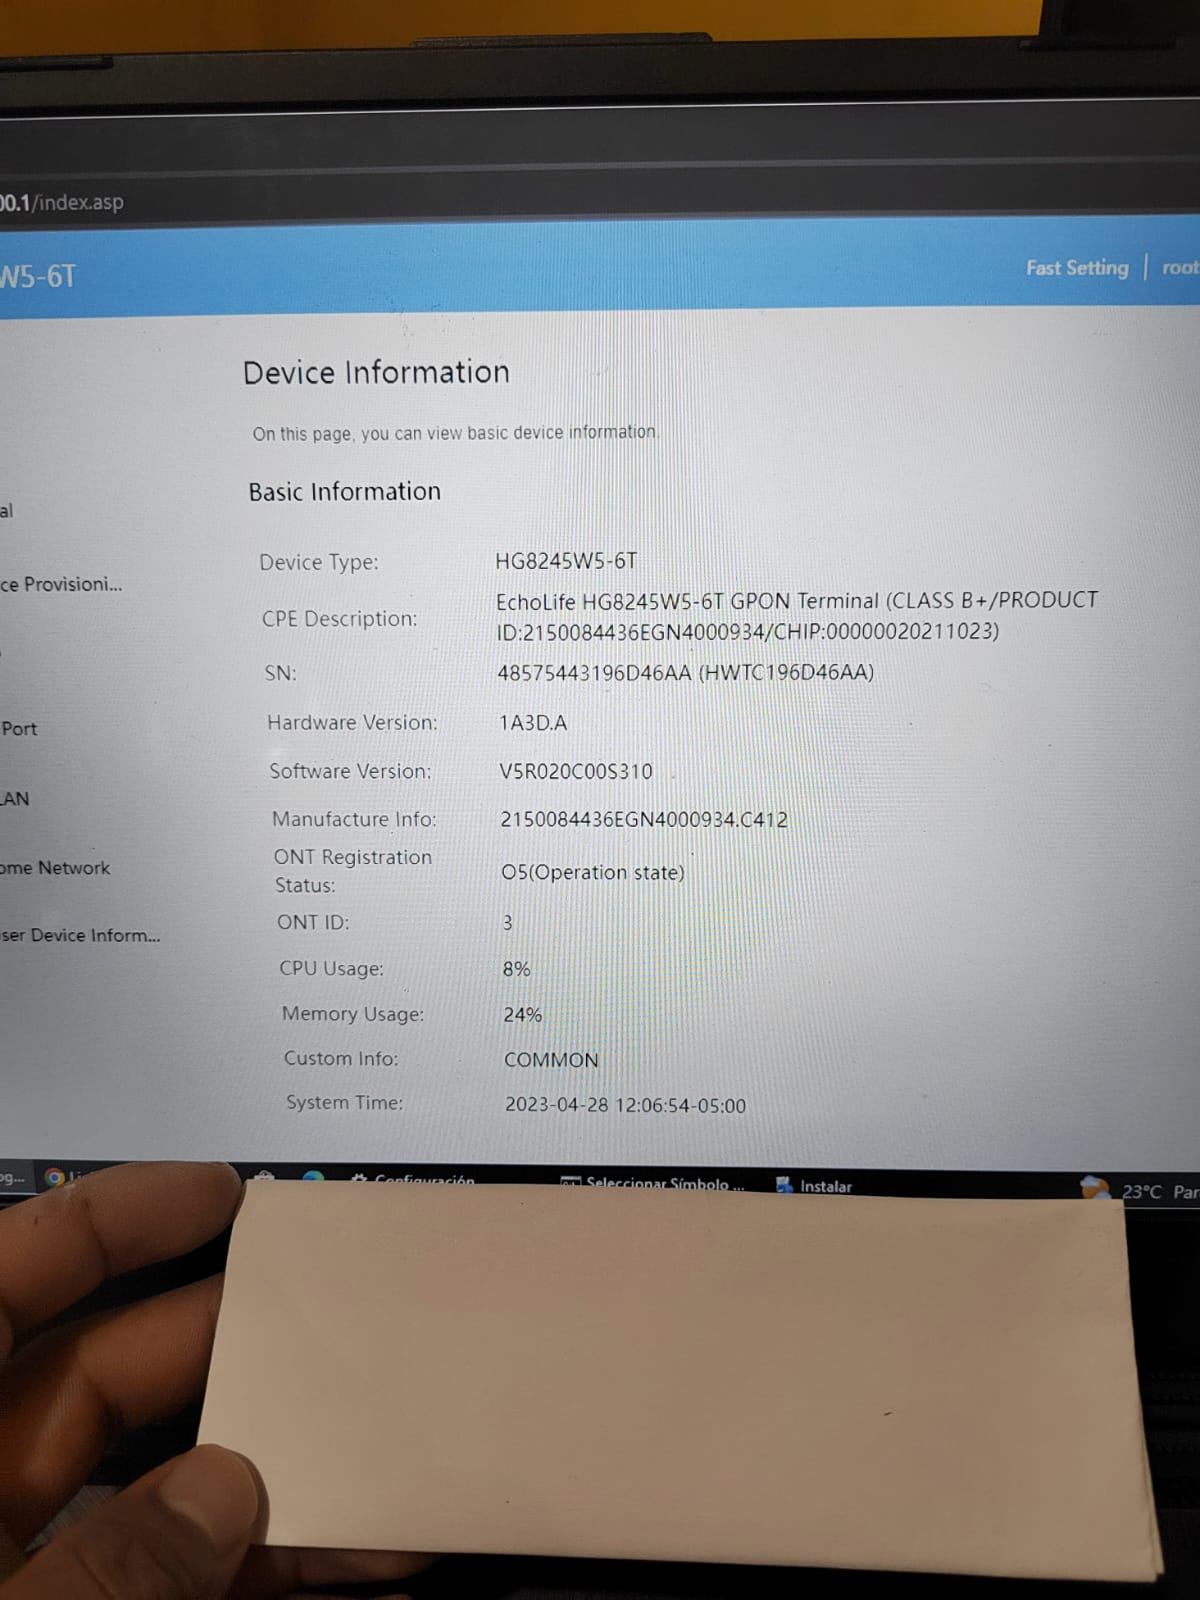 00.1/index.asp
W5-6T
Fast Setting | root
Device Information
On this page, you can view basic device information.
Basic Information
al
ce Provisioni...
Port
LAN
ome Network
ser Device Inform...
Device Type: HG8245W5-6T
CPE Description: EchoLife HG8245W5-6T GPON Terminal (CLASS B+/PRODUCT
ID:2150084436EGN4000934/CHIP:00000020211023)
SN: 48575443196D46AA (HWTC196D46AA)
Hardware Version: 1A3D.A
Software Version: V5R020C00S310
Manufacture Info: 2150084436EGN4000934.C412
ONT Registration
Status: O5(Operation state)
ONT ID: 3
CPU Usage: 8%
Memory Usage: 24%
Custom Info: COMMON
System Time: 2023-04-28 12:06:54-05:00
og... Configuración Seleccionar Símbolo ... Instalar 23°C Par